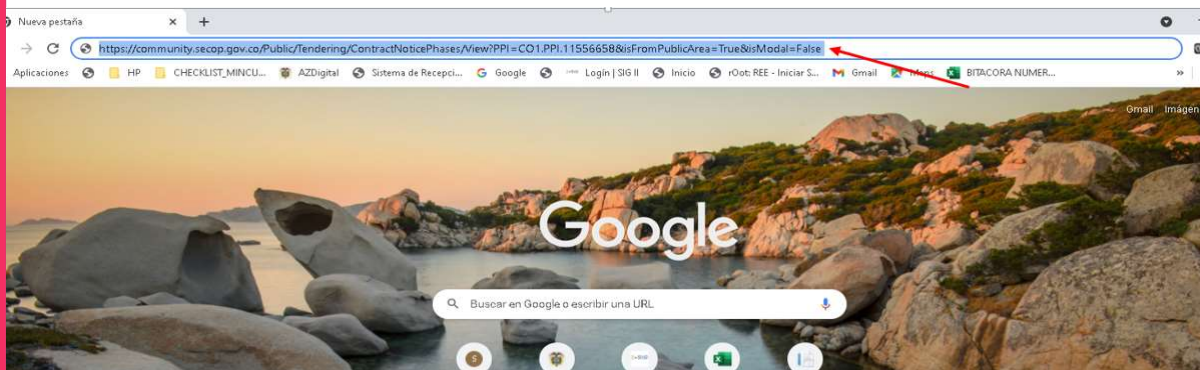 Nueva pestaña × +
https://community.secop.gov.co/Public/Tendering/ContractNoticePhases/View?PPI=CO1.PPI.11556658&isFromPublicArea=True&isModal=False
Aplicaciones HP CHECKLIST_MINCU... AZDigital Sistema de Recepci... Google Login | SIG II Inicio rOot: REE - Iniciar S... Gmail Maps BITACORA NUMER... »
Gmail Imágen
Google
Buscar en Google o escribir una URL